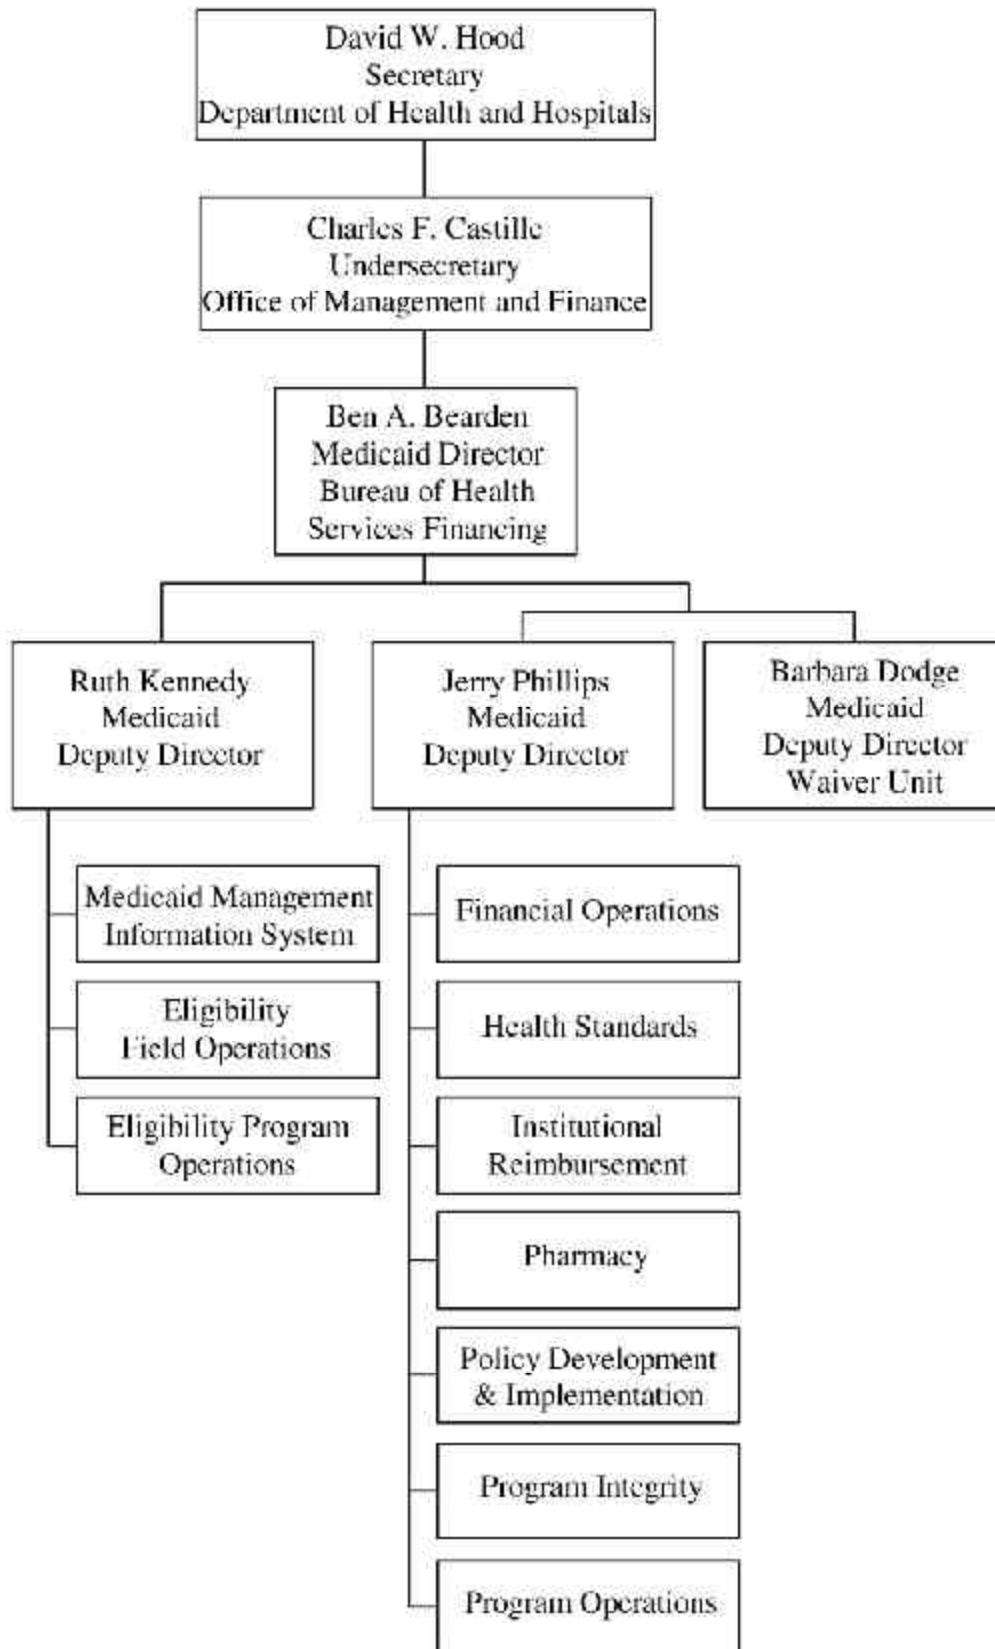 David W. Hood
Secretary
Department of Health and Hospitals
Charles F. Castille
Undersecretary
Office of Management and Finance
Ben A. Bearden
Medicaid Director
Bureau of Health
Services Financing
Ruth Kennedy
Medicaid
Deputy Director
Jerry Phillips
Medicaid
Deputy Director
Barbara Dodge
Medicaid
Deputy Director
Waiver Unit
Medicaid Management
Information System
Eligibility
Field Operations
Eligibility Program
Operations
Financial Operations
Health Standards
Institutional
Reimbursement
Pharmacy
Policy Development
& Implementation
Program Integrity
Program Operations